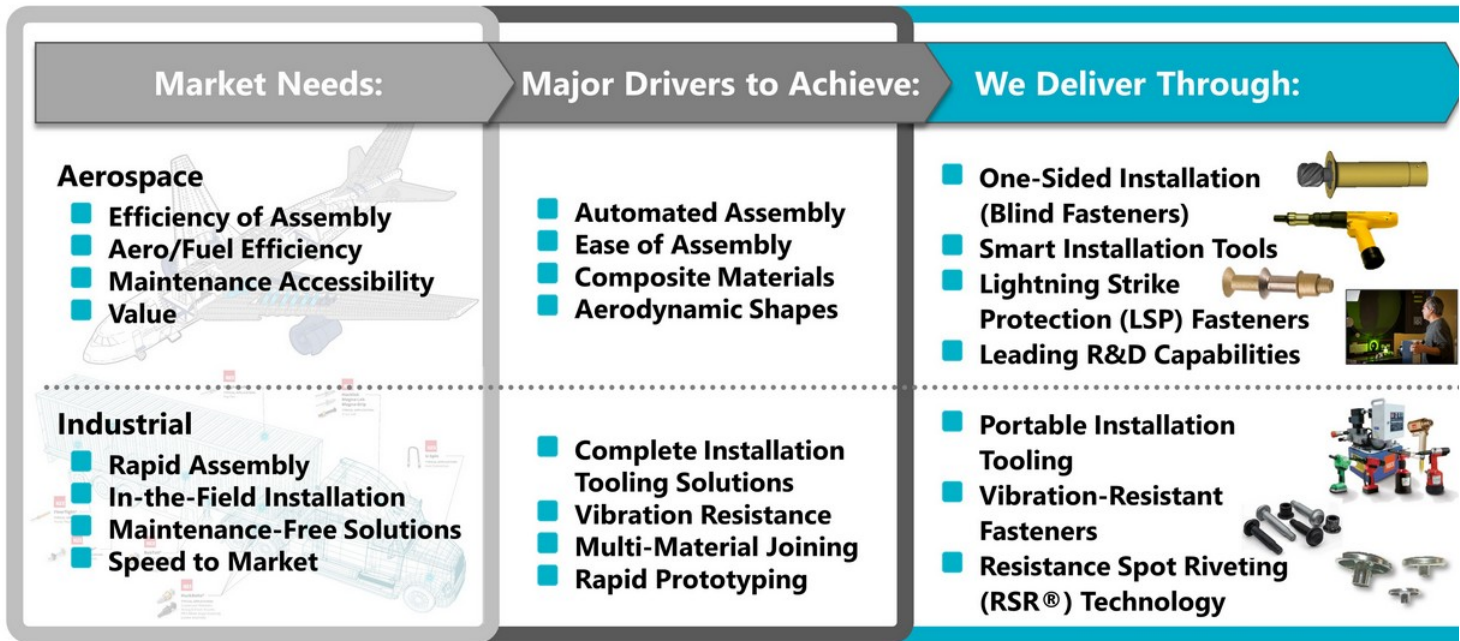 Market Needs:
Major Drivers to Achieve:
We Deliver Through:
Aerospace
Efficiency of Assembly
Aero/Fuel Efficiency
Maintenance Accessibility
Value
Automated Assembly
Ease of Assembly
Composite Materials
Aerodynamic Shapes
One-Sided Installation
(Blind Fasteners)
Smart Installation Tools
Lightning Strike
Protection (LSP) Fasteners
Leading R&D Capabilities
Industrial
Rapid Assembly
In-the-Field Installation
Maintenance-Free Solutions
Speed to Market
Complete Installation
Tooling Solutions
Vibration Resistance
Multi-Material Joining
Rapid Prototyping
Portable Installation
Tooling
Vibration-Resistant
Fasteners
Resistance Spot Riveting
(RSR®) Technology